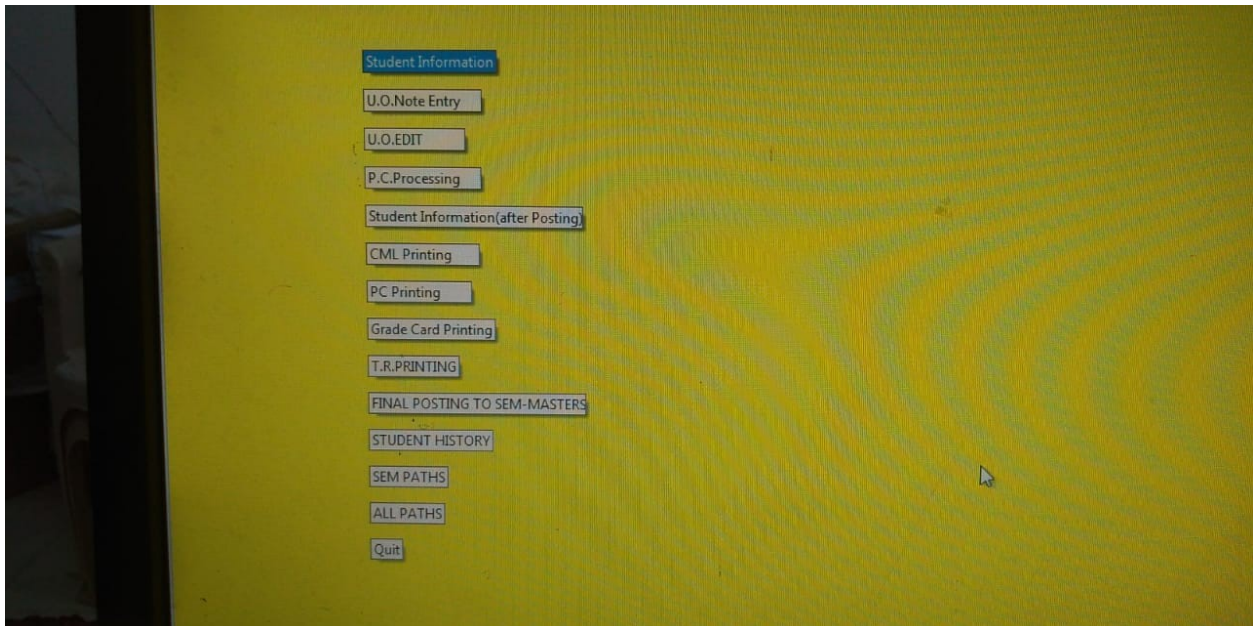 Student Information
U.O.Note Entry
U.O.EDIT
P.C.Processing
Student Information(after Posting)
CML Printing
PC Printing
Grade Card Printing
T.R.PRINTING
FINAL POSTING TO SEM-MASTERS
STUDENT HISTORY
SEM PATHS
ALL PATHS
Quit